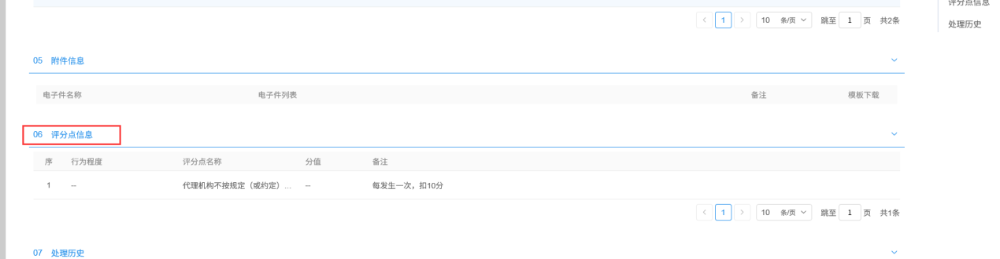 评分点信息
< 1 > 10 条/页 跳至 1 页 共2条
处理历史
05 附件信息
电子件名称 电子件列表 备注 模板下载
06 评分点信息
序 行为程度 评分点名称 分值 备注
1 -- 代理机构不按规定（或约定）... -- 每发生一次，扣10分
< 1 > 10 条/页 跳至 1 页 共1条
07 处理历史